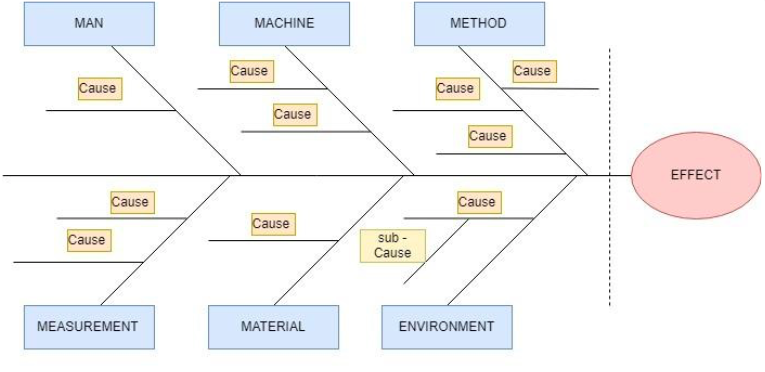 MAN
MACHINE
METHOD
Cause
Cause
Cause
Cause
Cause
Cause
EFFECT
Cause
Cause
Cause
Cause
sub -
Cause
MEASUREMENT
MATERIAL
ENVIRONMENT